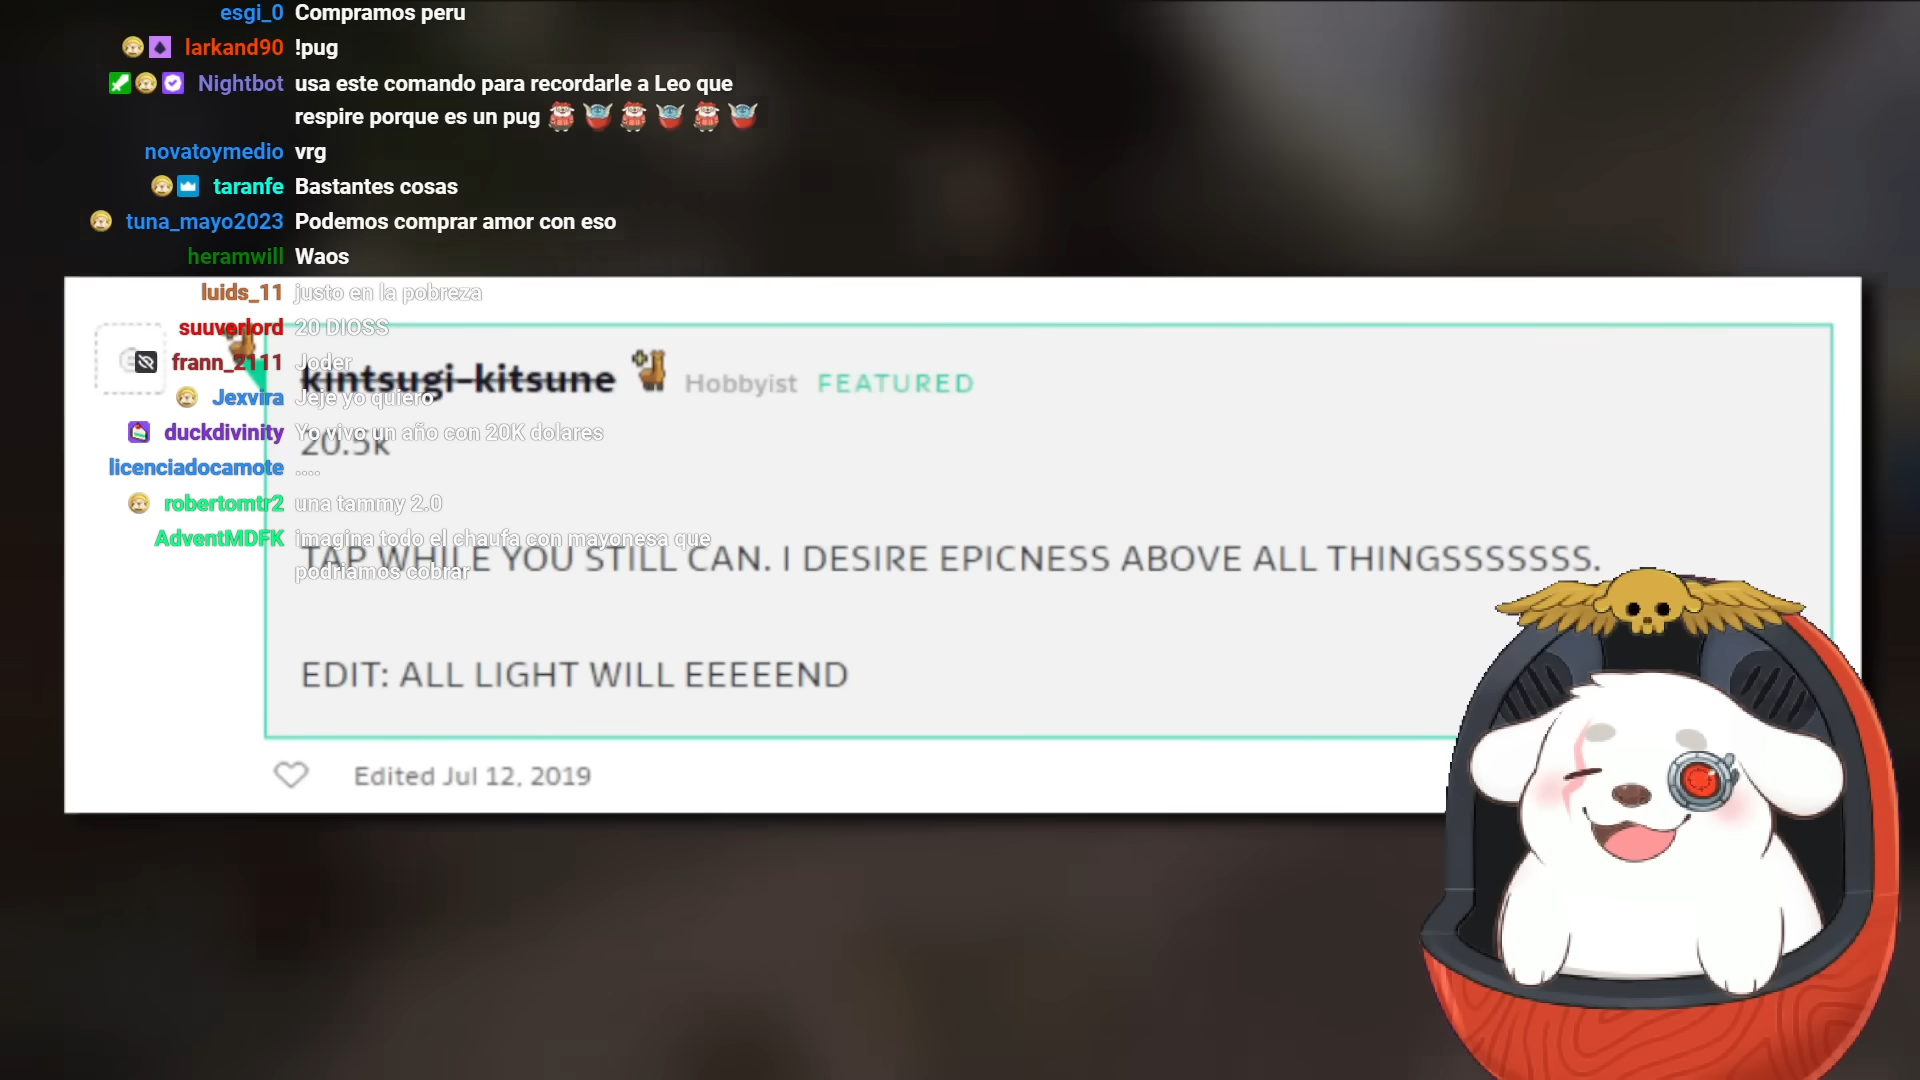 esgi_0 Compramos peru
larkand90 !pug
Nightbot usa este comando para recordarle a Leo que
respire porque es un pug
novatoymedio vrg
taranfe Bastantes cosas
tuna_mayo2023 Podemos comprar amor con eso
heramwill Waos
luids_11 justo en la pobreza
suuverlord 20 DIOSS
frann_2111 Joder
Jexvira Jeje yo quiero
duckdivinity Yo vivo un año con 20K dolares
licenciadocamote ....
robertomtr2 una tammy 2.0
AdventMDFK imagina todo el chaufa con mayonesa que
podriamos cobrar
kintsugi-kitsune Hobbyist FEATURED
20.5k
TAP WHILE YOU STILL CAN. I DESIRE EPICNESS ABOVE ALL THINGSSSSSSS.
EDIT: ALL LIGHT WILL EEEEEND
Edited Jul 12, 2019